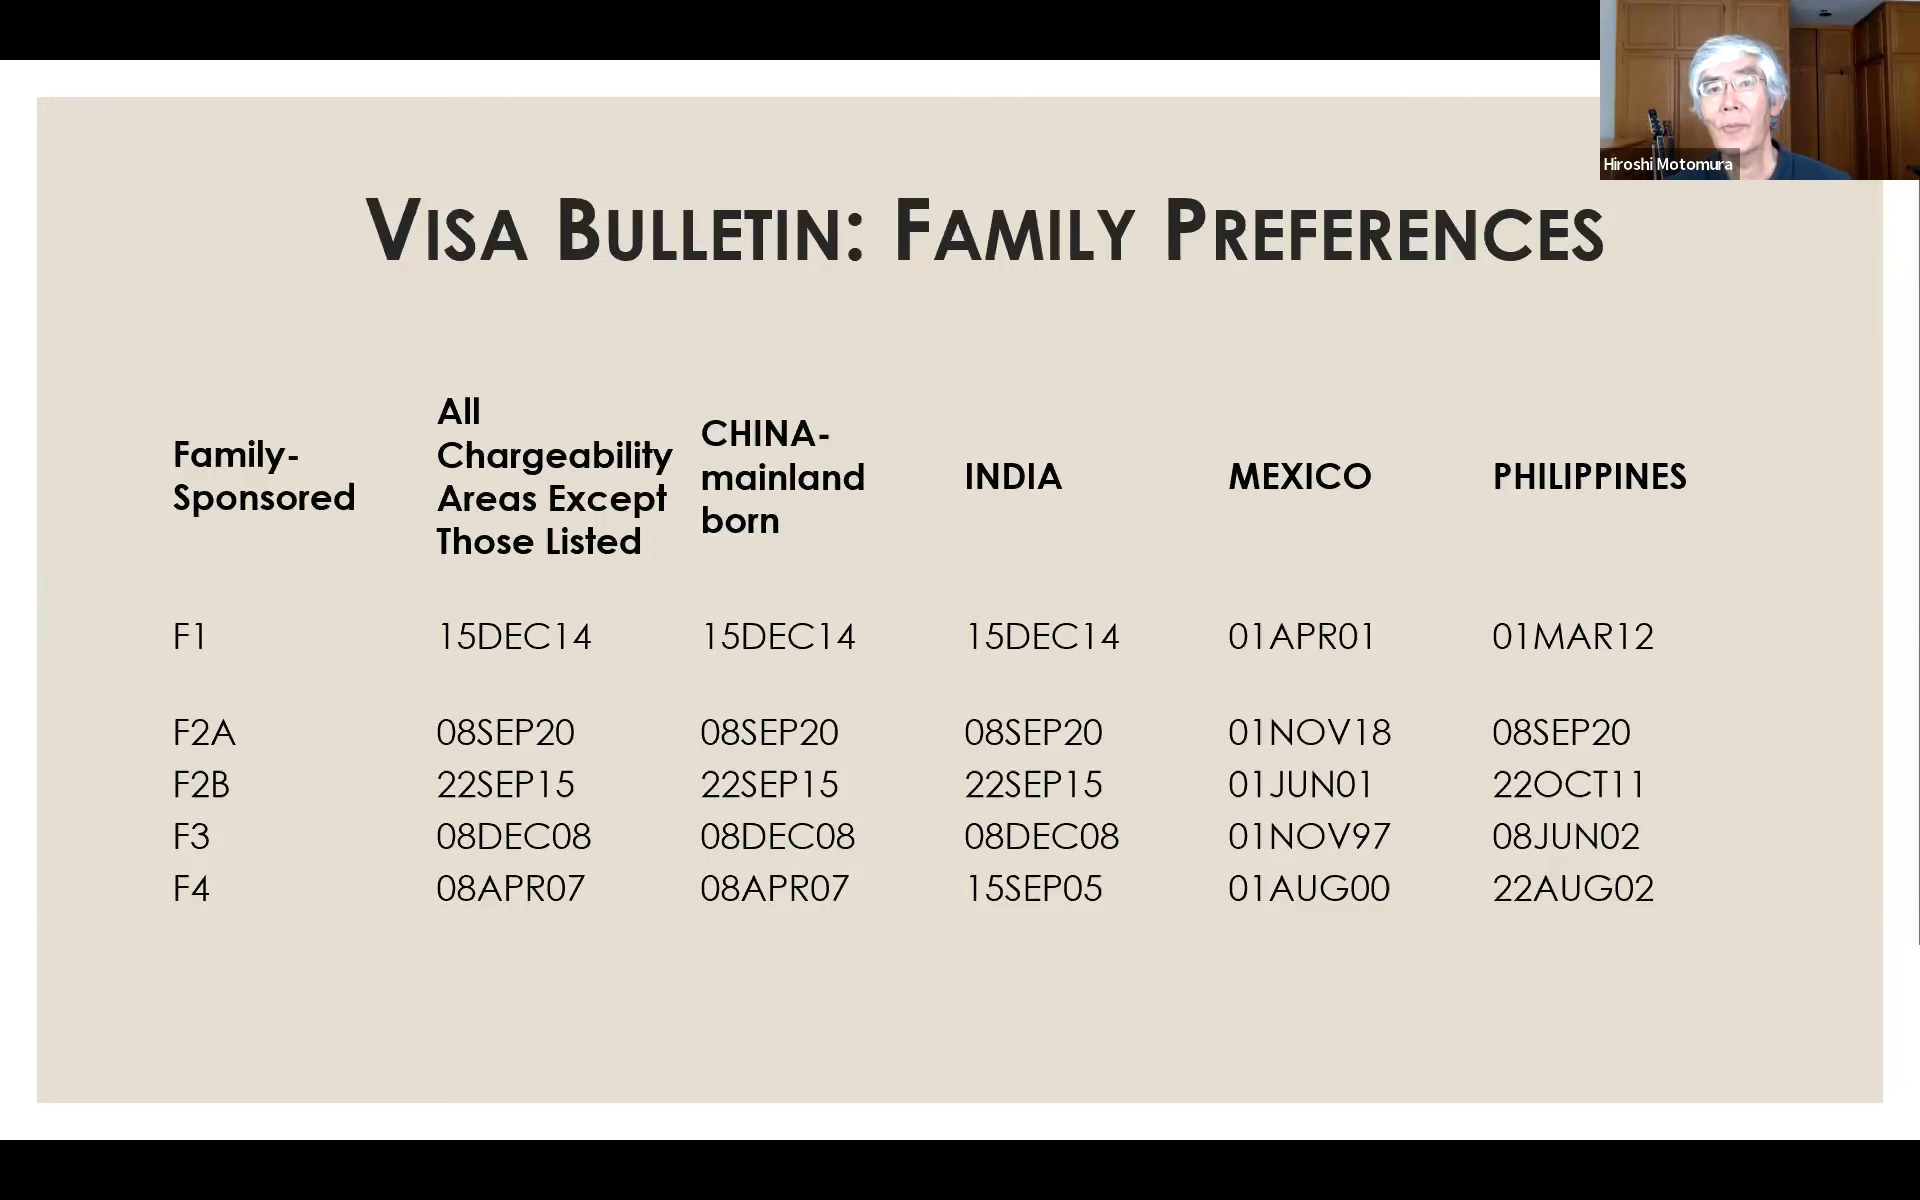 Hiroshi Motomura
VISA BULLETIN: FAMILY PREFERENCES
Family-
Sponsored
All
Chargeability
Areas Except
Those Listed
CHINA-
mainland
born
INDIA
MEXICO
PHILIPPINES
F1 15DEC14 15DEC14 15DEC14 01APR01 01MAR12
F2A 08SEP20 08SEP20 08SEP20 01NOV18 08SEP20
F2B 22SEP15 22SEP15 22SEP15 01JUN01 22OCT11
F3 08DEC08 08DEC08 08DEC08 01NOV97 08JUN02
F4 08APR07 08APR07 15SEP05 01AUG00 22AUG02